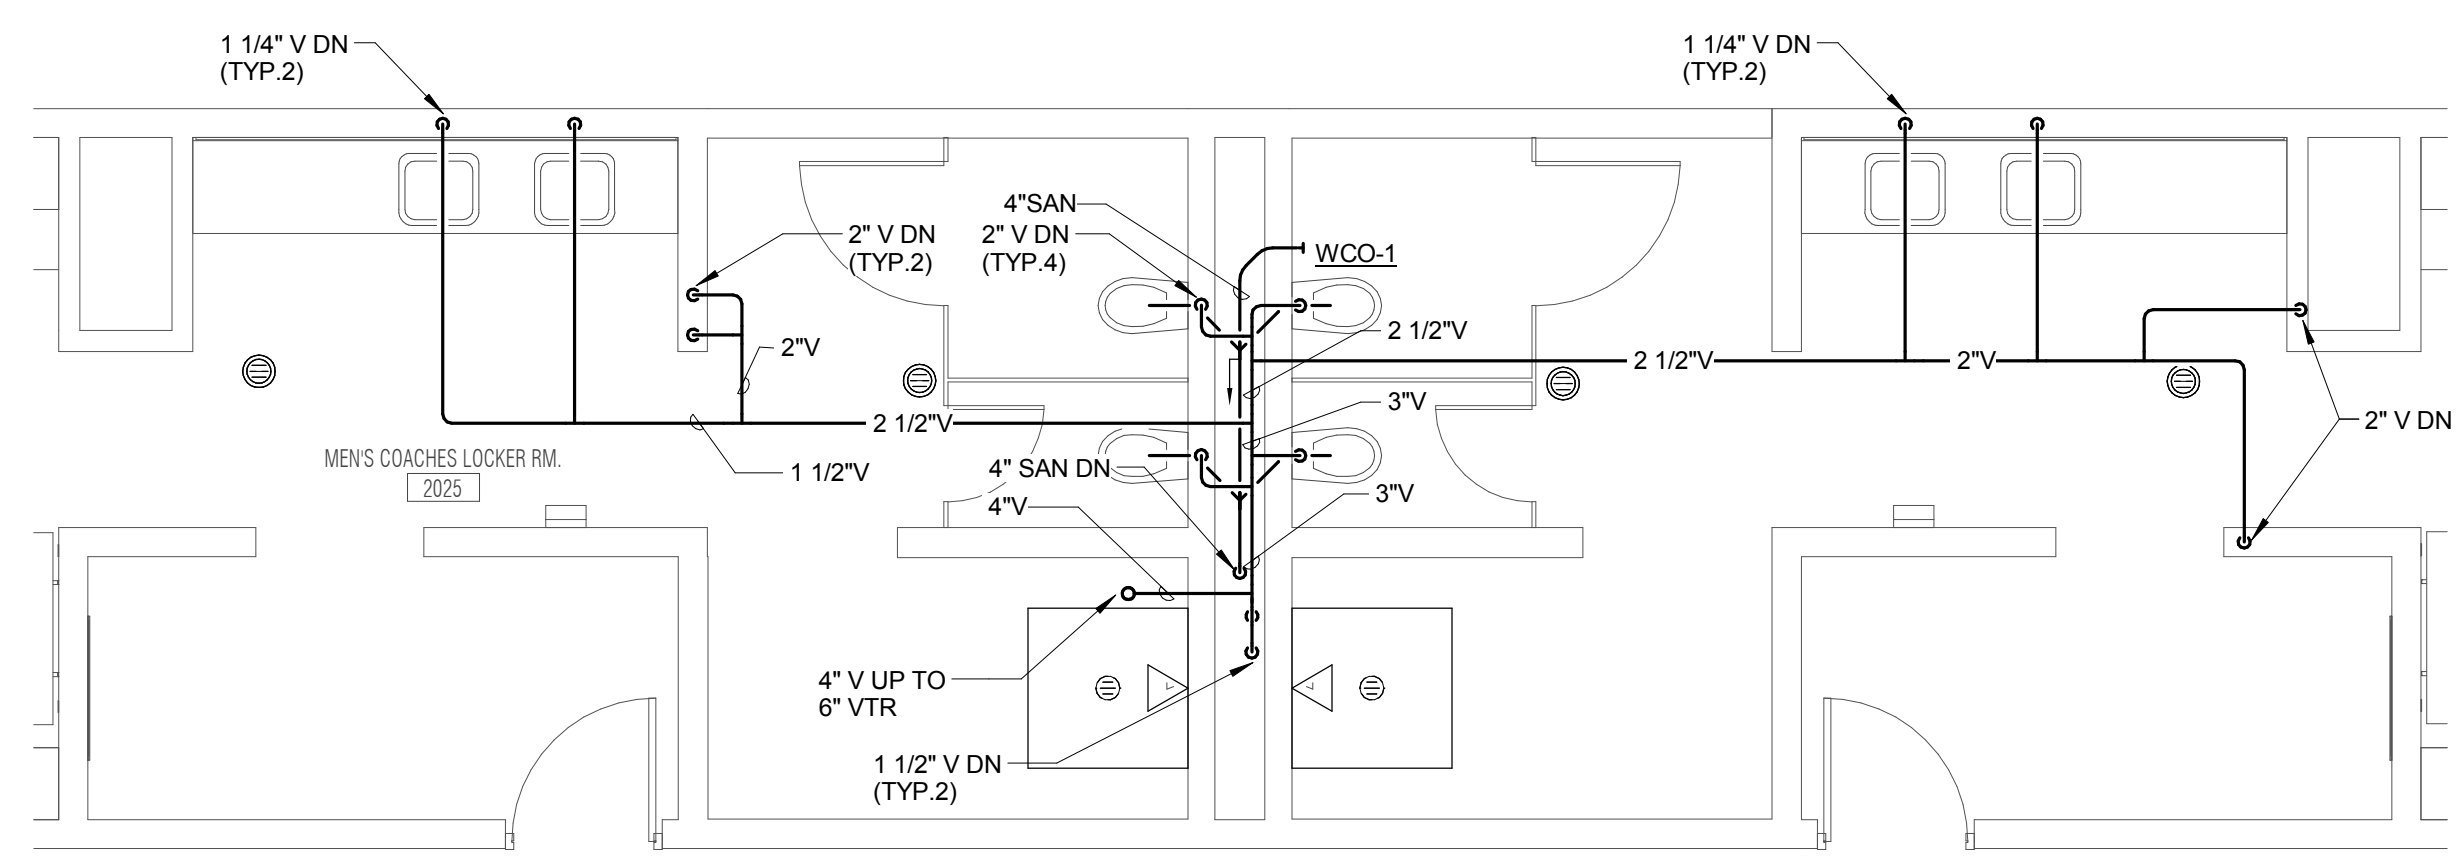 1 1/4" V DN
(TYP.2)
1 1/4" V DN
(TYP.2)
4"SAN
2" V DN
(TYP.2)
2" V DN
(TYP.4)
WCO-1
2 1/2"V
2"V
2 1/2"V
2"V
3"V
2 1/2"V
2" V DN
MEN'S COACHES LOCKER RM.
2025
1 1/2"V
4" SAN DN
3"V
4"V
4" V UP TO
6" VTR
1 1/2" V DN
(TYP.2)